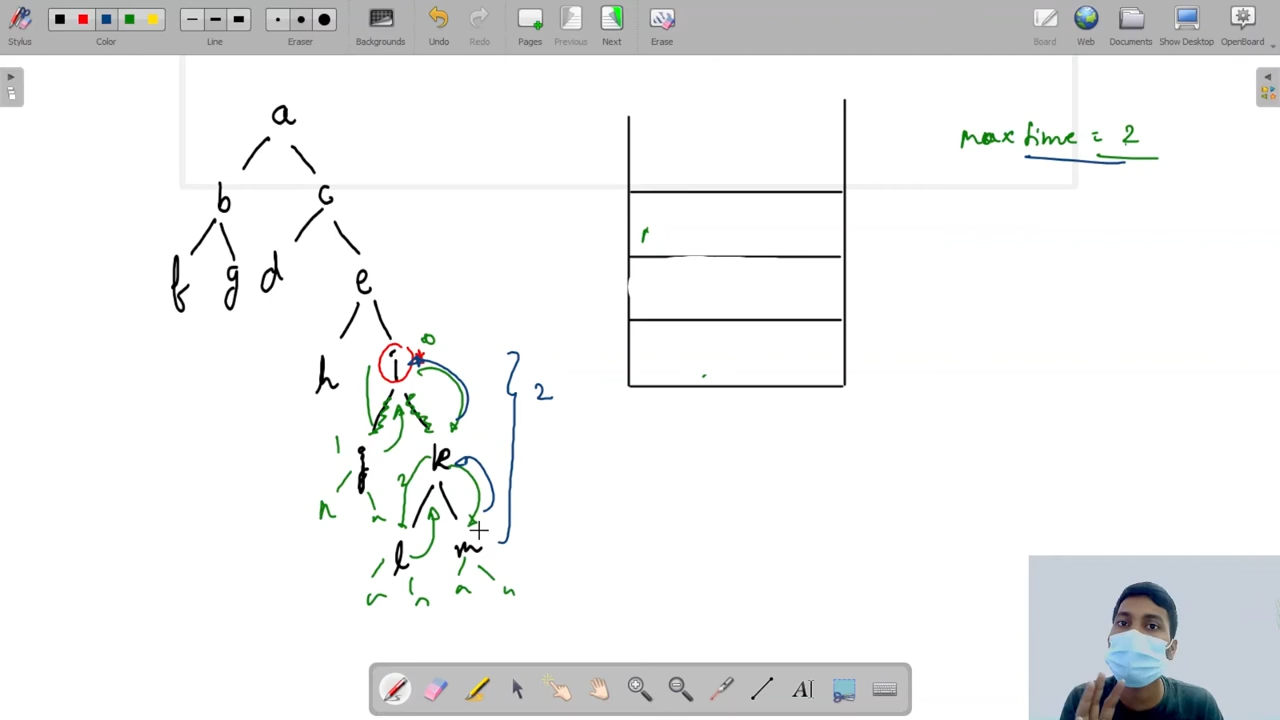 Stylus
Color
Line
Eraser
Backgrounds
Undo
Redo
Pages
Previous
Next
Erase
Board
Web
Documents
Show Desktop
OpenBoard
a
max time = 2
b c
f g d e
h i 0
2
1 j k
2
n n
l m
n n n n